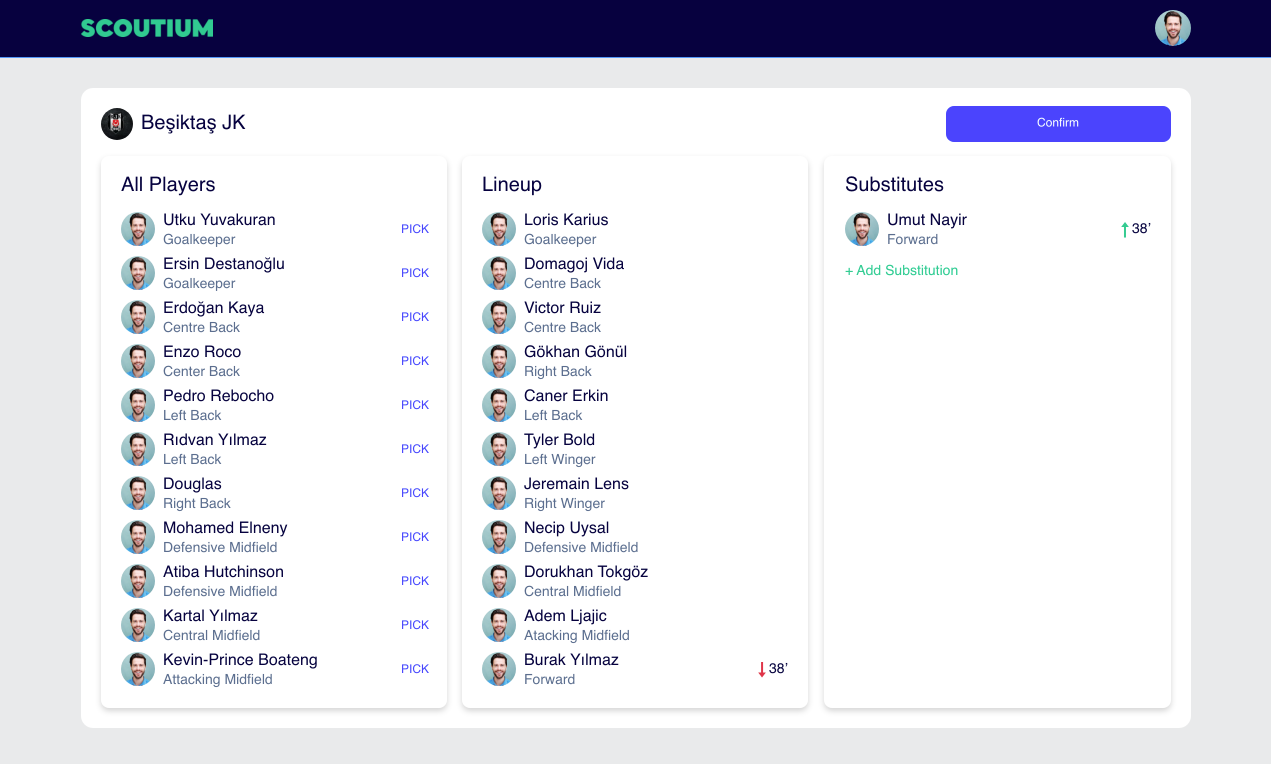 SCOUTIUM
Beşiktaş JK
Confirm
All Players
Utku Yuvakuran
Goalkeeper
PICK
Ersin Destanoğlu
Goalkeeper
PICK
Erdoğan Kaya
Centre Back
PICK
Enzo Roco
Center Back
PICK
Pedro Rebocho
Left Back
PICK
Rıdvan Yılmaz
Left Back
PICK
Douglas
Right Back
PICK
Mohamed Elneny
Defensive Midfield
PICK
Atiba Hutchinson
Defensive Midfield
PICK
Kartal Yılmaz
Central Midfield
PICK
Kevin-Prince Boateng
Attacking Midfield
PICK
Lineup
Loris Karius
Goalkeeper
Domagoj Vida
Centre Back
Victor Ruiz
Centre Back
Gökhan Gönül
Right Back
Caner Erkin
Left Back
Tyler Bold
Left Winger
Jeremain Lens
Right Winger
Necip Uysal
Defensive Midfield
Dorukhan Tokgöz
Central Midfield
Adem Ljajic
Atacking Midfield
Burak Yılmaz
Forward
38’
Substitutes
Umut Nayir
Forward
38’
+ Add Substitution